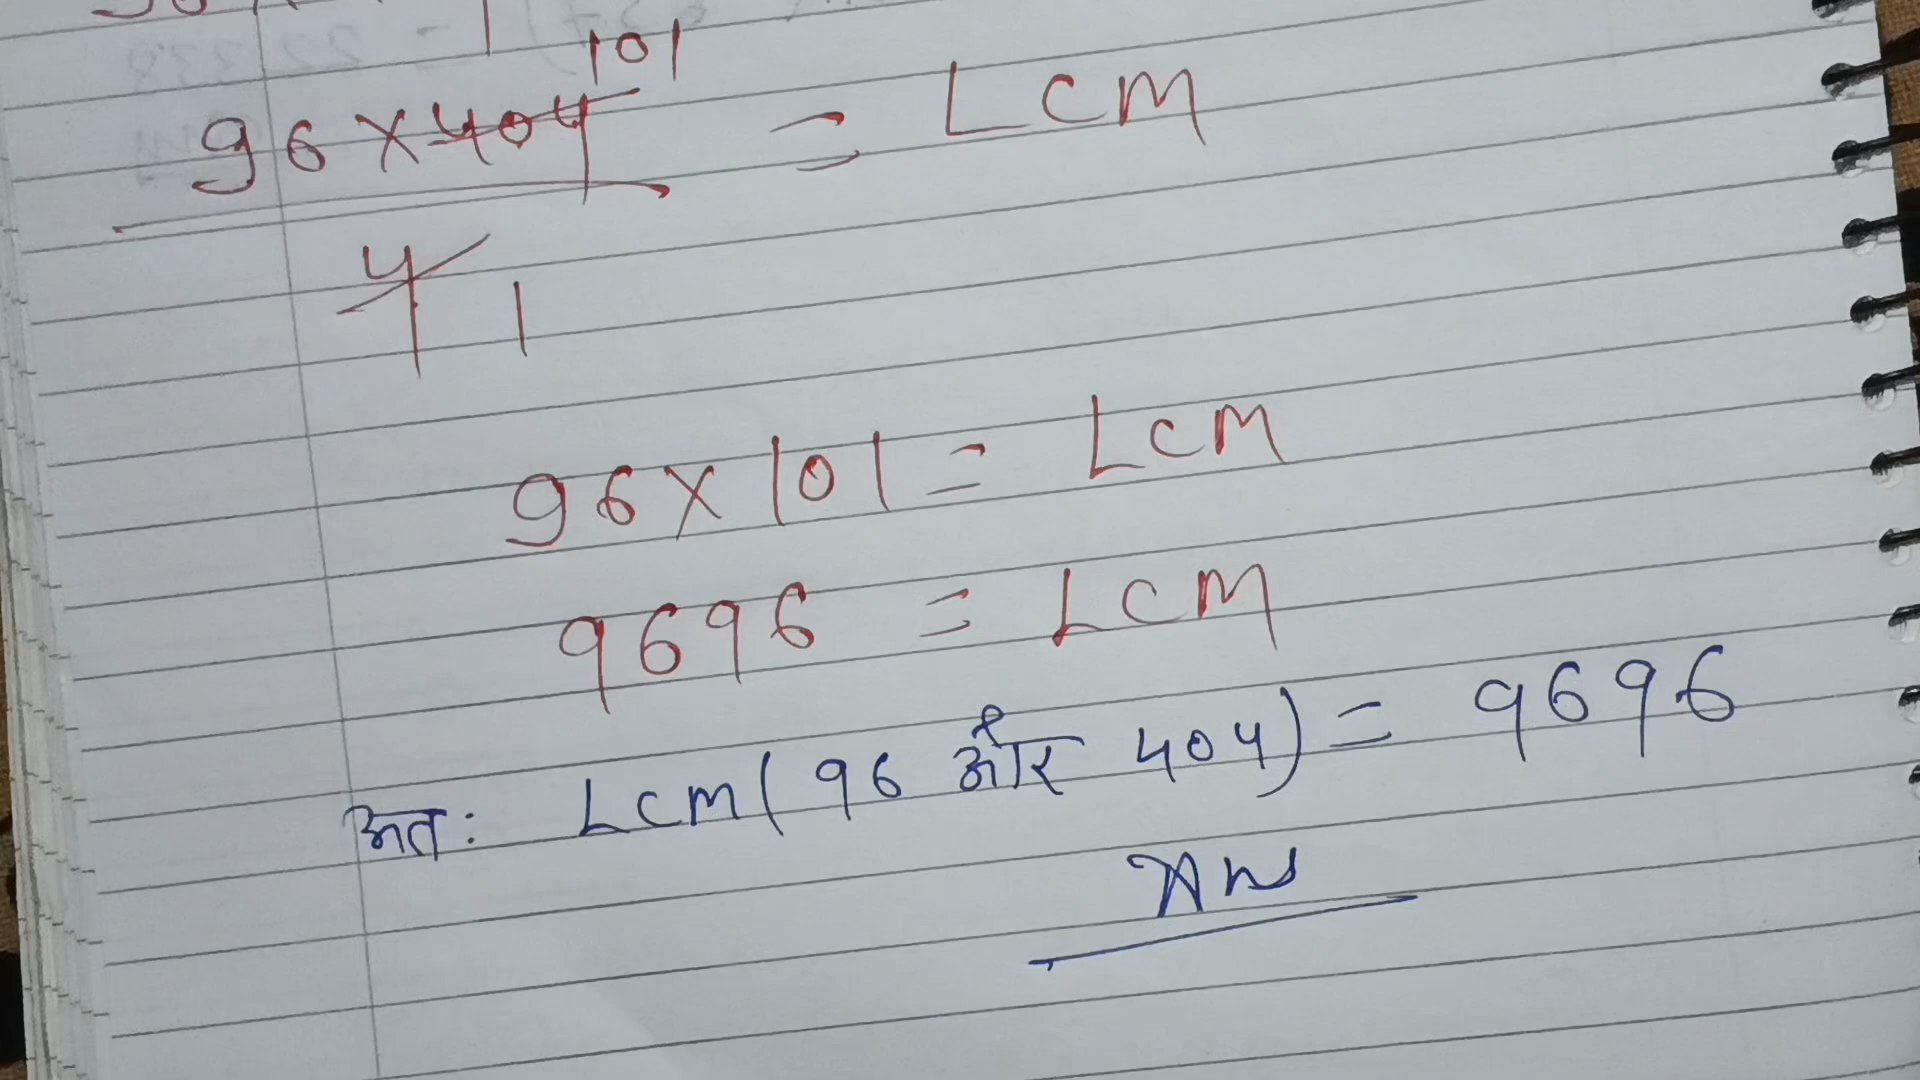 101
96 X 404 = LCM
4 1
96 X 101 = LCM
9696 = LCM
अत: LCM ( 96 और 404 ) = 9696
Ans